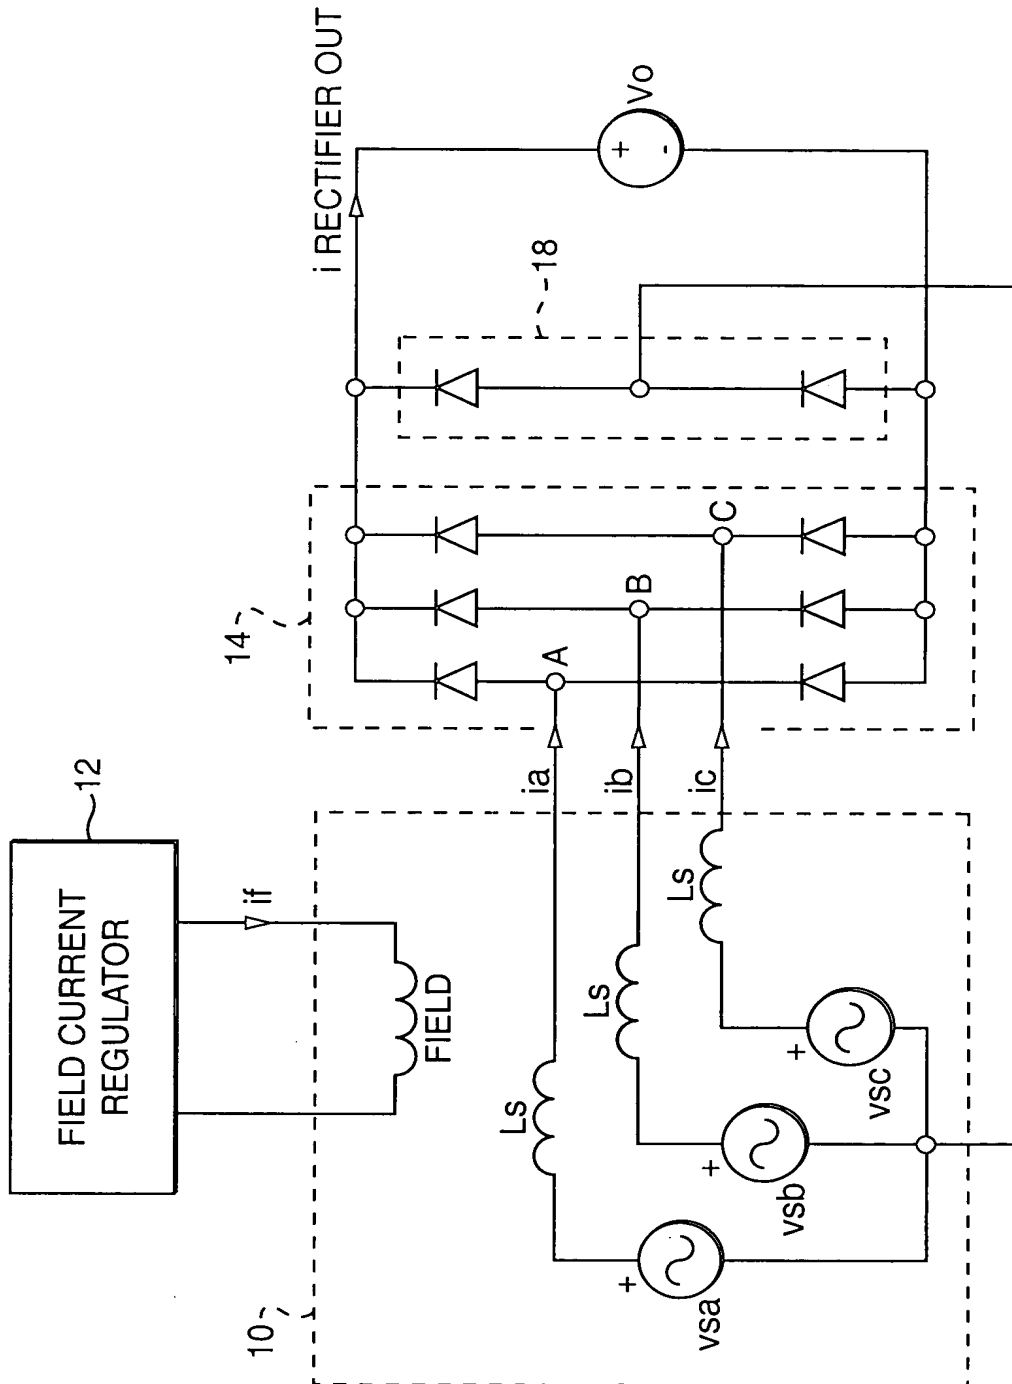 FIELD CURRENT
REGULATOR
12
if
FIELD
10
14
18
i RECTIFIER OUT
Ls
Ls
Ls
ia
ib
ic
A
B
C
+
vsa
+
vsb
+
vsc
+
-
Vo